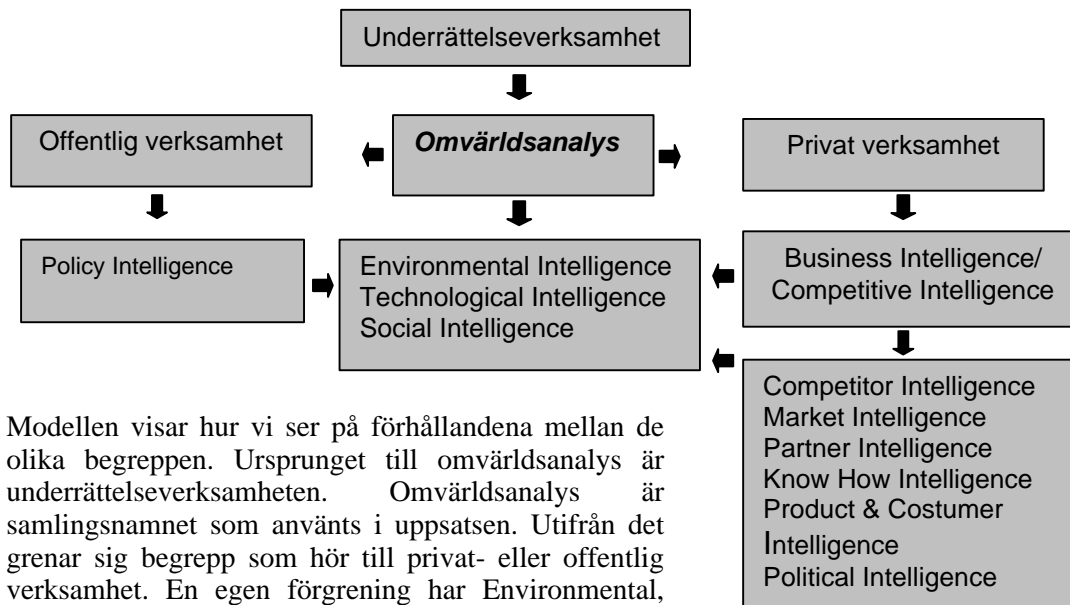 Underrättelseverksamhet
Offentlig verksamhet
Omvärldsanalys
Privat verksamhet
Policy Intelligence
Environmental Intelligence
Technological Intelligence
Social Intelligence
Business Intelligence/
Competitive Intelligence
Competitor Intelligence
Market Intelligence
Partner Intelligence
Know How Intelligence
Product & Costumer
Intelligence
Political Intelligence
Modellen visar hur vi ser på förhållandena mellan de
olika begreppen. Ursprunget till omvärldsanalys är
underrättelseverksamheten. Omvärldsanalys är
samlingsnamnet som använts i uppsatsen. Utifrån det
grenar sig begrepp som hör till privat- eller offentlig
verksamhet. En egen förgrening har Environmental,